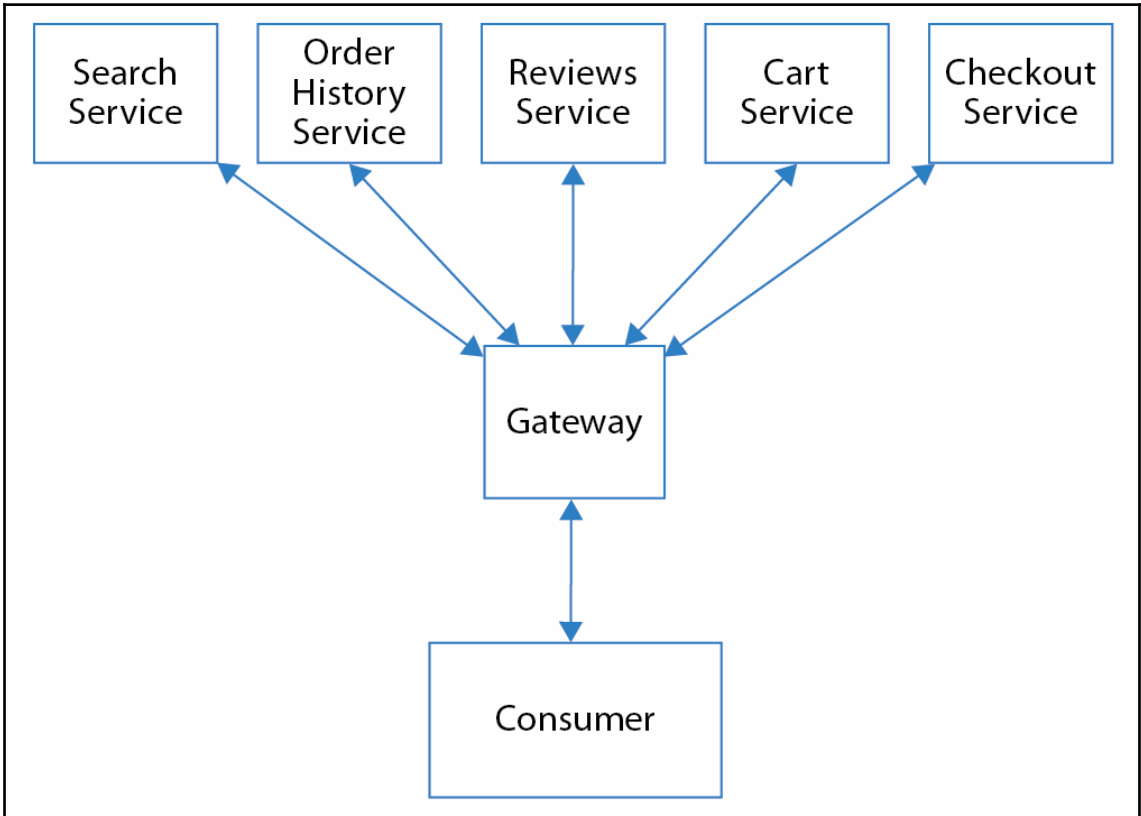 Search
Service
Order
History
Service
Reviews
Service
Cart
Service
Checkout
Service
Gateway
Consumer